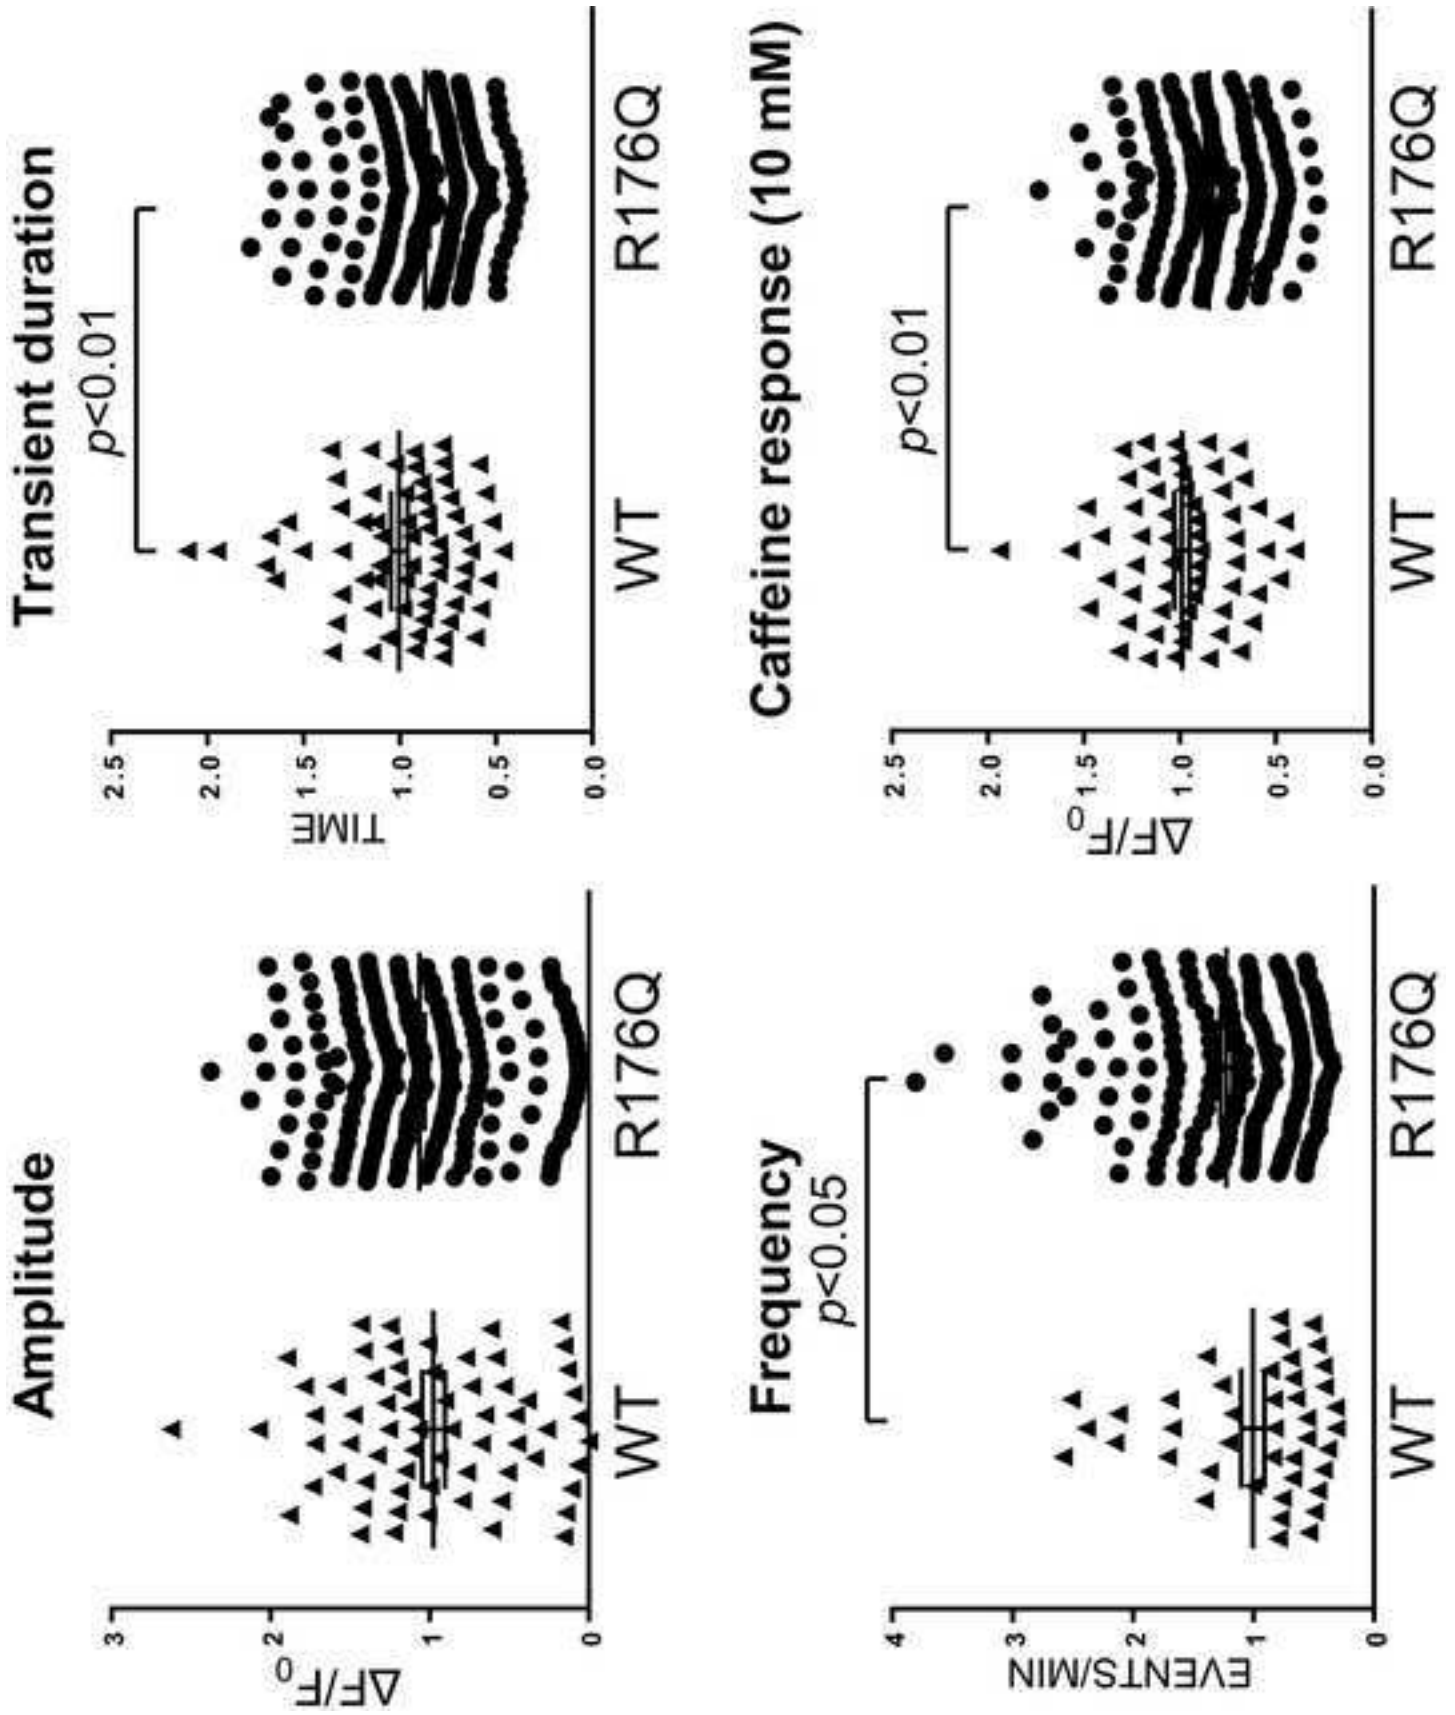 Amplitude
ΔF/F0
3
2
1
0
WT
R176Q
Transient duration
p<0.01
TIME
2.5
2.0
1.5
1.0
0.5
0.0
WT
R176Q
Frequency
p<0.05
EVENTS/MIN
4
3
2
1
0
WT
R176Q
Caffeine response (10 mM)
p<0.01
ΔF/F0
2.5
2.0
1.5
1.0
0.5
0.0
WT
R176Q